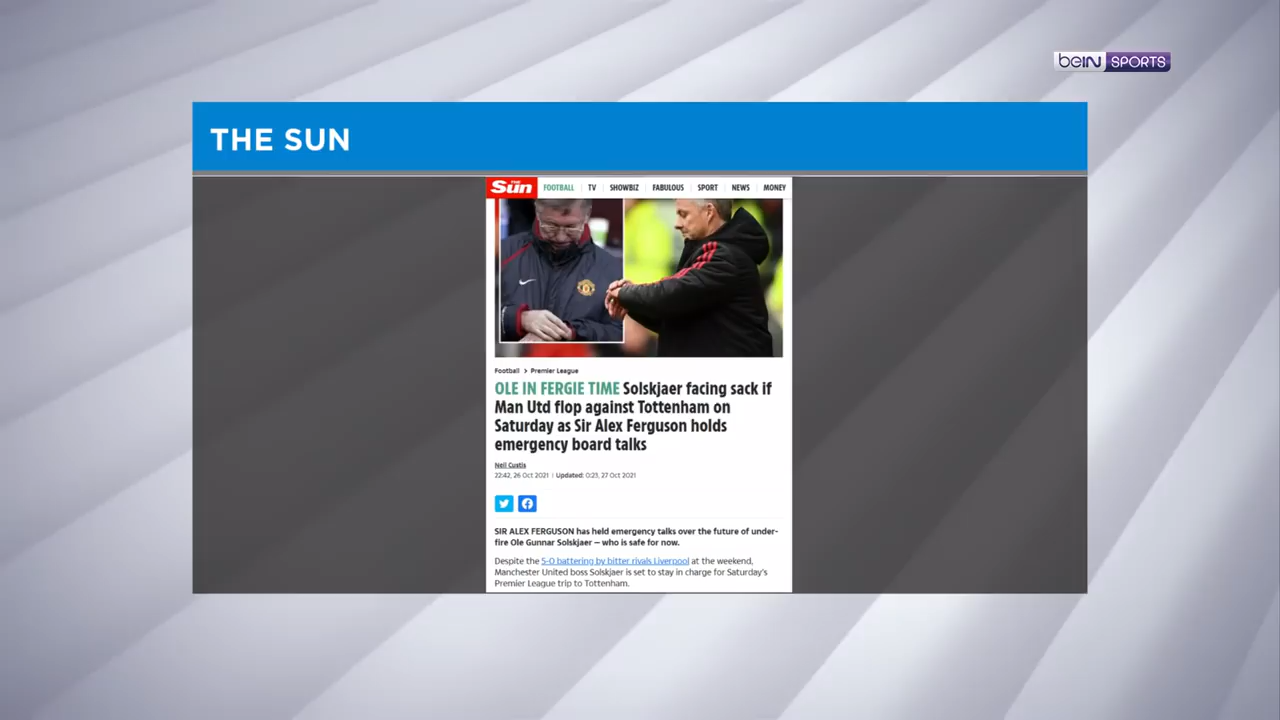 beIN SPORTS
THE SUN
THE Sun FOOTBALL TV SHOWBIZ FABULOUS SPORT NEWS MONEY
Football > Premier League
OLE IN FERGIE TIME Solskjaer facing sack if
Man Utd flop against Tottenham on
Saturday as Sir Alex Ferguson holds
emergency board talks
Neil Custis
22:42, 26 Oct 2021 | Updated: 0:23, 27 Oct 2021
SIR ALEX FERGUSON has held emergency talks over the future of under-
fire Ole Gunnar Solskjaer – who is safe for now.
Despite the 5-0 battering by bitter rivals Liverpool at the weekend,
Manchester United boss Solskjaer is set to stay in charge for Saturday's
Premier League trip to Tottenham.